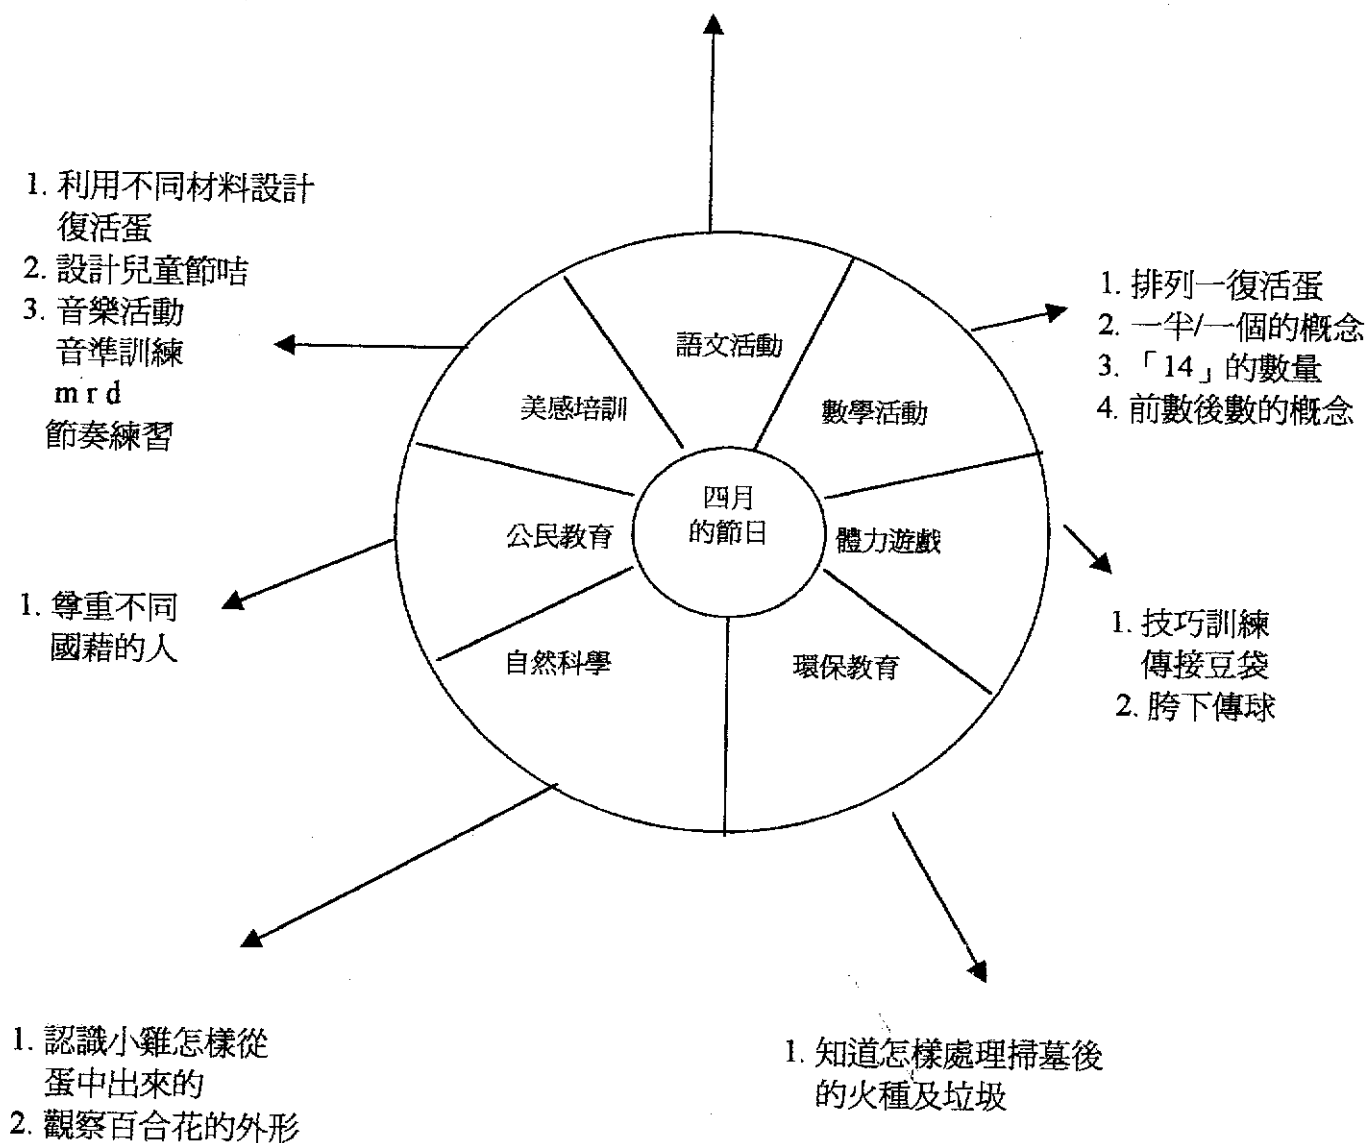 1. 利用不同材料設計
復活蛋
2. 設計兒童節咭
3. 音樂活動
音準訓練
m r d
節奏練習
1. 排列一復活蛋
2. 一半/一個的概念
3. 「14」的數量
4. 前數後數的概念
語文活動
美感培訓
數學活動
四月
的節日
公民教育
體力遊戲
自然科學
環保教育
1. 尊重不同
國藉的人
1. 技巧訓練
傳接豆袋
2. 胯下傳球
1. 認識小雞怎樣從
蛋中出來的
2. 觀察百合花的外形
1. 知道怎樣處理掃墓後
的火種及垃圾